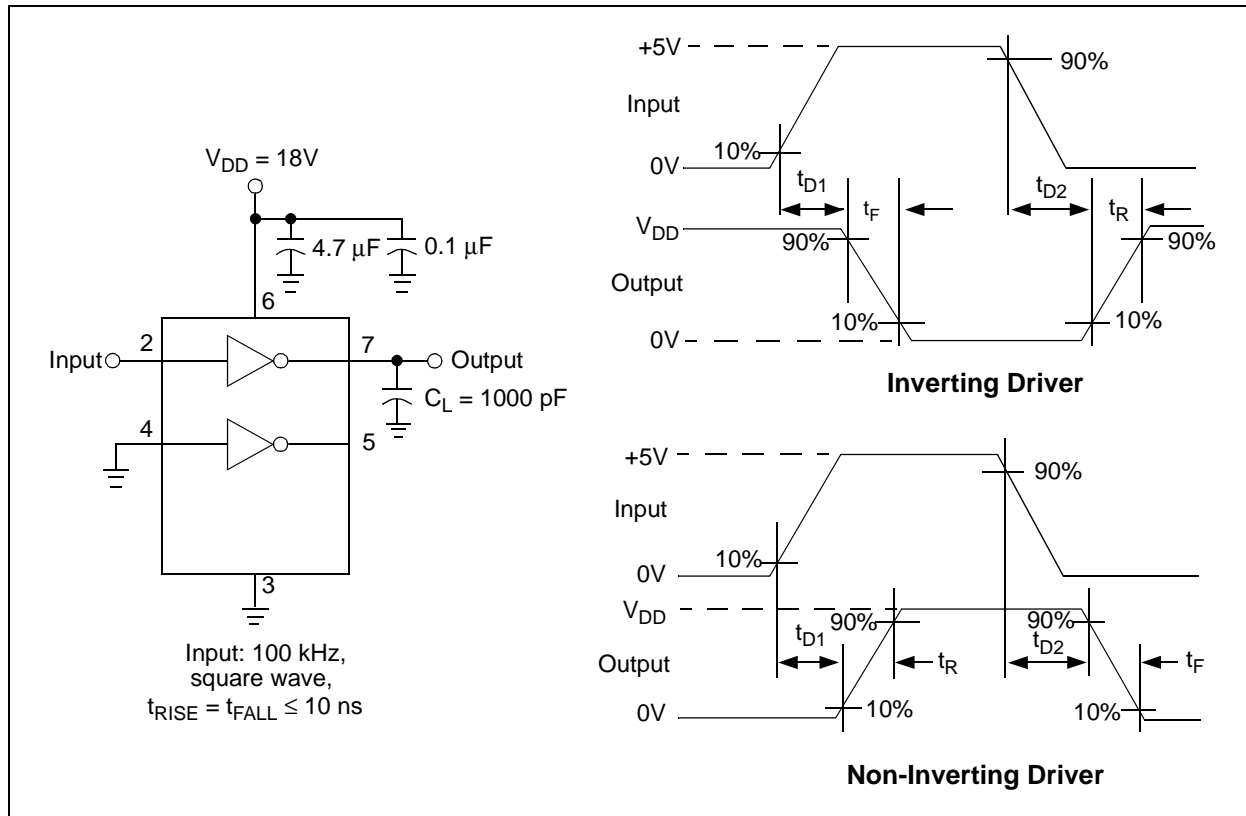 V_DD = 18V
4.7 μF
0.1 μF
6
Input
2
7
Output
C_L = 1000 pF
4
5
3
Input: 100 kHz,
square wave,
t_RISE = t_FALL ≤ 10 ns
+5V
90%
Input
10%
0V
t_D1
t_D2
t_F
t_R
V_DD
90%
90%
Output
10%
10%
0V
Inverting Driver
+5V
90%
Input
10%
0V
V_DD
90%
90%
t_D1
t_D2
Output
t_R
t_F
10%
10%
0V
Non-Inverting Driver